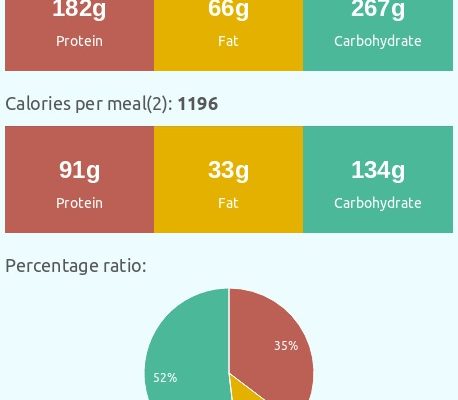 182g 66g 267g
Protein Fat Carbohydrate
Calories per meal(2): 1196
91g 33g 134g
Protein Fat Carbohydrate
Percentage ratio:
35%
52%